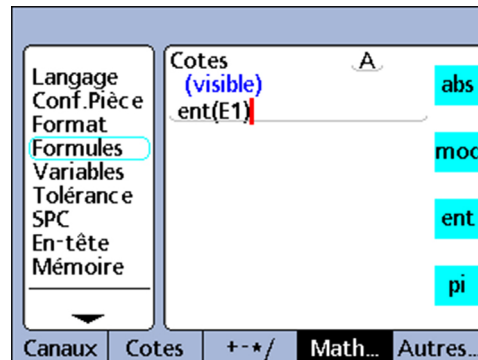 Langage
Conf.Pièce
Format
Formules
Variables
Tolérance
SPC
En-tête
Mémoire
Cotes A
(visible)
ent(E1)
abs
mod
ent
pi
Canaux Cotes +-*/ Math... Autres...